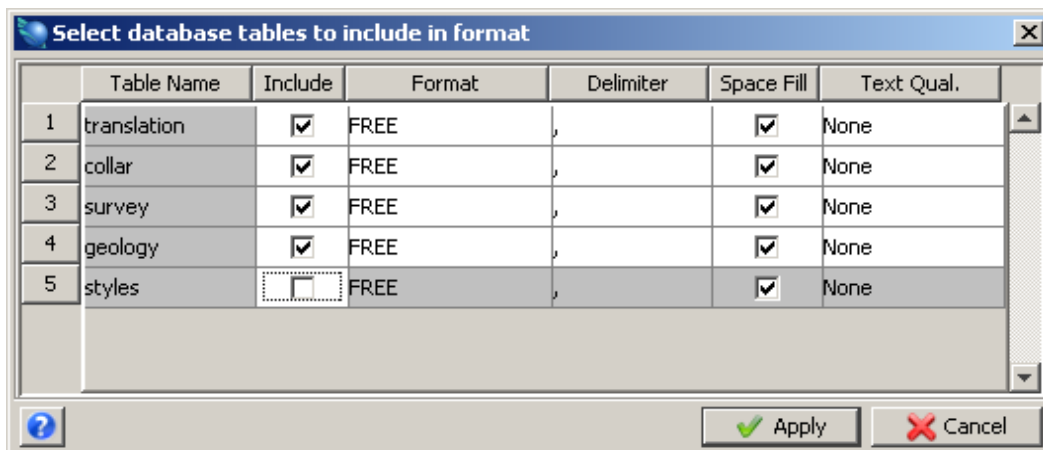 Select database tables to include in format
Table Name Include Format Delimiter Space Fill Text Qual.
1 translation FREE , None
2 collar FREE , None
3 survey FREE , None
4 geology FREE , None
5 styles FREE , None
? Apply Cancel